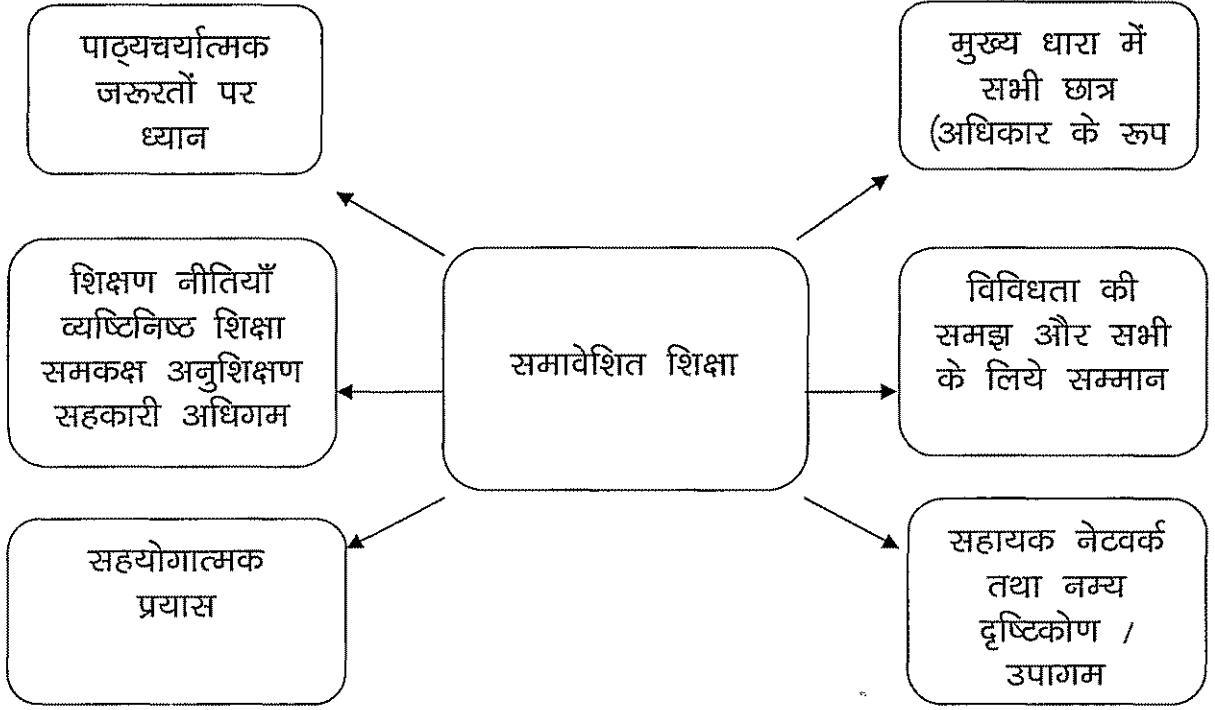 पाठ्यचर्यात्मक
जरूरतों पर
ध्यान
मुख्य धारा में
सभी छात्र
(अधिकार के रूप
शिक्षण नीतियाँ
व्यष्टिनिष्ठ शिक्षा
समकक्ष अनुशिक्षण
सहकारी अधिगम
समावेशित शिक्षा
विविधता की
समझ और सभी
के लिये सम्मान
सहयोगात्मक
प्रयास
सहायक नेटवर्क
तथा नम्य
दृष्टिकोण /
उपागम